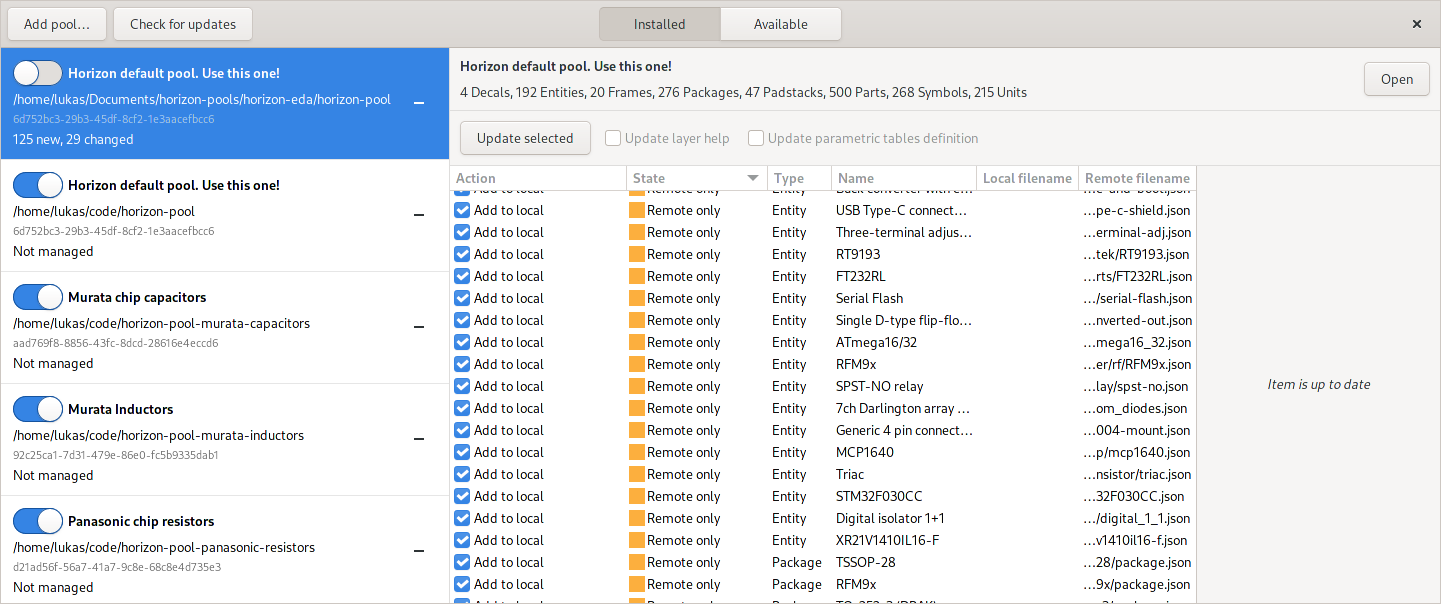 Add pool... Check for updates Installed Available
Horizon default pool. Use this one!
/home/lukas/Documents/horizon-pools/horizon-eda/horizon-pool
6d752bc3-29b3-45df-8cf2-1e3aacefbcc6
125 new, 29 changed
Horizon default pool. Use this one!
/home/lukas/code/horizon-pool
6d752bc3-29b3-45df-8cf2-1e3aacefbcc6
Not managed
Murata chip capacitors
/home/lukas/code/horizon-pool-murata-capacitors
aad769f8-8856-43fc-8dcd-28616e4eccd6
Not managed
Murata Inductors
/home/lukas/code/horizon-pool-murata-inductors
92c25ca1-7d31-479e-86e0-fc5b9335dab1
Not managed
Panasonic chip resistors
/home/lukas/code/horizon-pool-panasonic-resistors
d21ad56f-56a7-41a7-9c8e-68c8e4d735e3
Not managed
Horizon default pool. Use this one!
4 Decals, 192 Entities, 20 Frames, 276 Packages, 47 Padstacks, 500 Parts, 268 Symbols, 215 Units
Open
Update selected Update layer help Update parametric tables definition
Action State Type Name Local filename Remote filename
Add to local Remote only Entity USB Type-C connect... ...pe-c-shield.json
Add to local Remote only Entity Three-terminal adjus... ...erminal-adj.json
Add to local Remote only Entity RT9193 ...tek/RT9193.json
Add to local Remote only Entity FT232RL ...rts/FT232RL.json
Add to local Remote only Entity Serial Flash .../serial-flash.json
Add to local Remote only Entity Single D-type flip-flo... ...nverted-out.json
Add to local Remote only Entity ATmega16/32 ...mega16_32.json
Add to local Remote only Entity RFM9x ...er/rf/RFM9x.json
Add to local Remote only Entity SPST-NO relay ...lay/spst-no.json
Add to local Remote only Entity 7ch Darlington array ... ...om_diodes.json
Add to local Remote only Entity Generic 4 pin connect... ...004-mount.json
Add to local Remote only Entity MCP1640 ...p/mcp1640.json
Add to local Remote only Entity Triac ...nsistor/triac.json
Add to local Remote only Entity STM32F030CC ...32F030CC.json
Add to local Remote only Entity Digital isolator 1+1 .../digital_1_1.json
Add to local Remote only Entity XR21V1410IL16-F ...v1410il16-f.json
Add to local Remote only Package TSSOP-28 ...28/package.json
Add to local Remote only Package RFM9x ...9x/package.json
Item is up to date